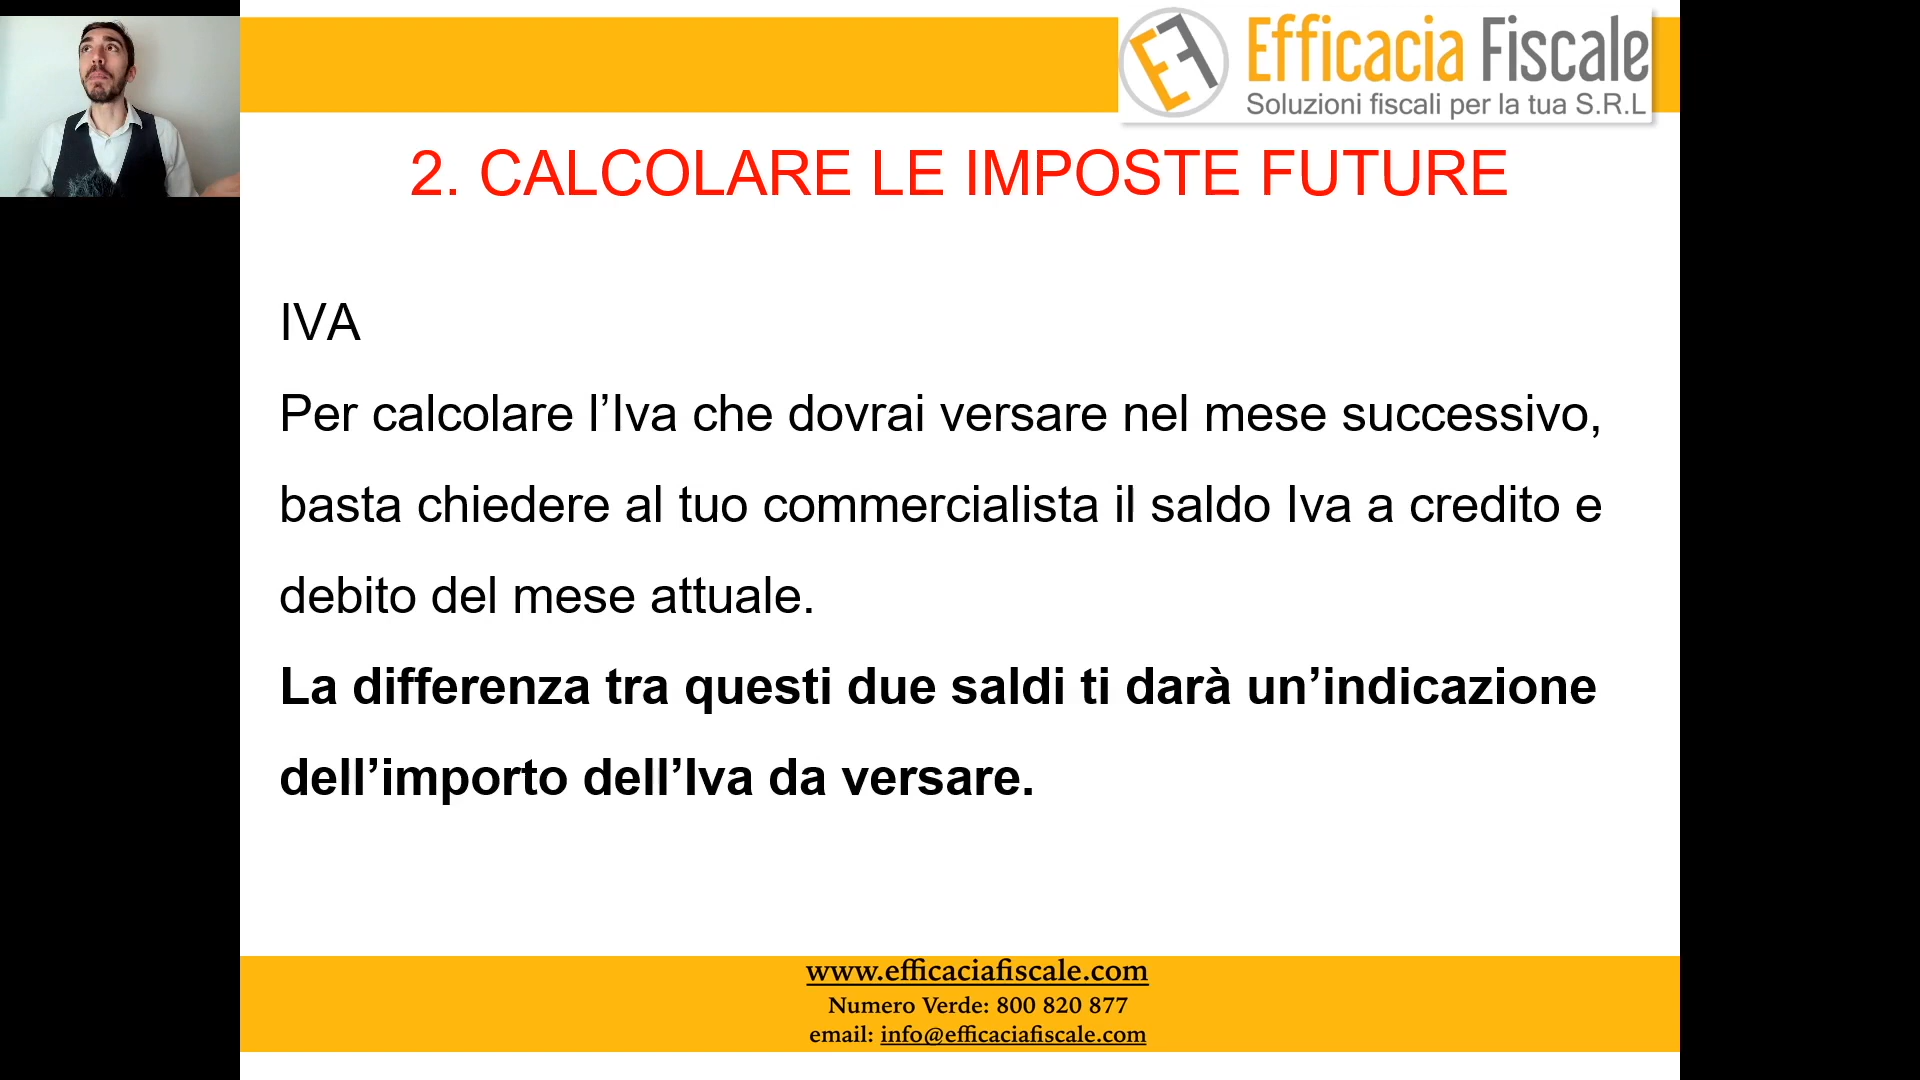 Efficacia Fiscale
Soluzioni fiscali per la tua S.R.L
2. CALCOLARE LE IMPOSTE FUTURE
IVA
Per calcolare l’Iva che dovrai versare nel mese successivo,
basta chiedere al tuo commercialista il saldo Iva a credito e
debito del mese attuale.
La differenza tra questi due saldi ti darà un’indicazione
dell’importo dell’Iva da versare.
www.efficaciafiscale.com
Numero Verde: 800 820 877
email: info@efficaciafiscale.com